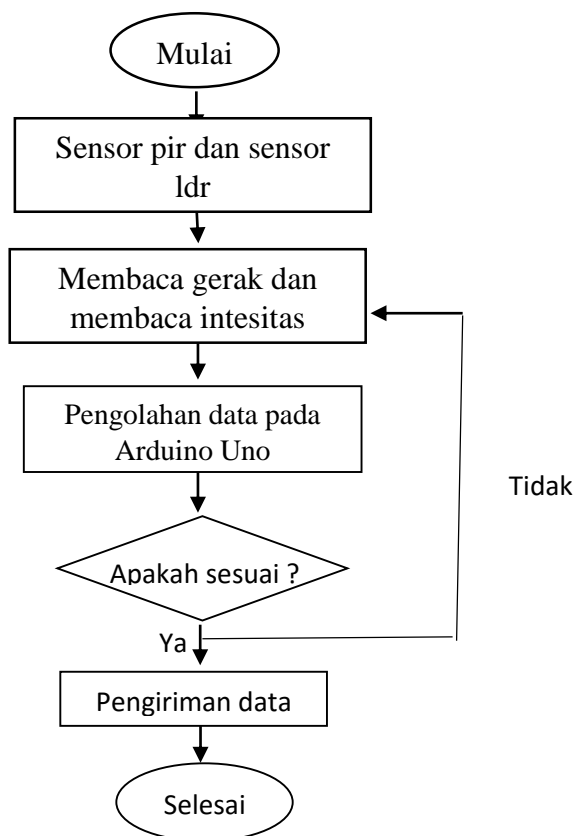 Mulai
Sensor pir dan sensor
ldr
Membaca gerak dan
membaca intesitas
Pengolahan data pada
Arduino Uno
Tidak
Apakah sesuai ?
Ya
Pengiriman data
Selesai